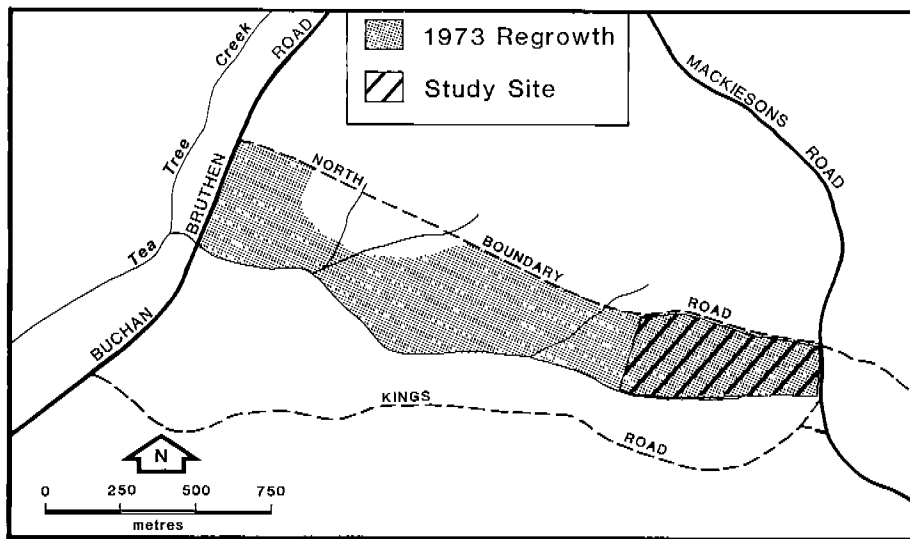 1973 Regrowth
Study Site
Tea Tree Creek
BUCHAN BRUTHEN ROAD
MACKIESONS ROAD
NORTH BOUNDARY ROAD
KINGS ROAD
N
0 250 500 750
metres